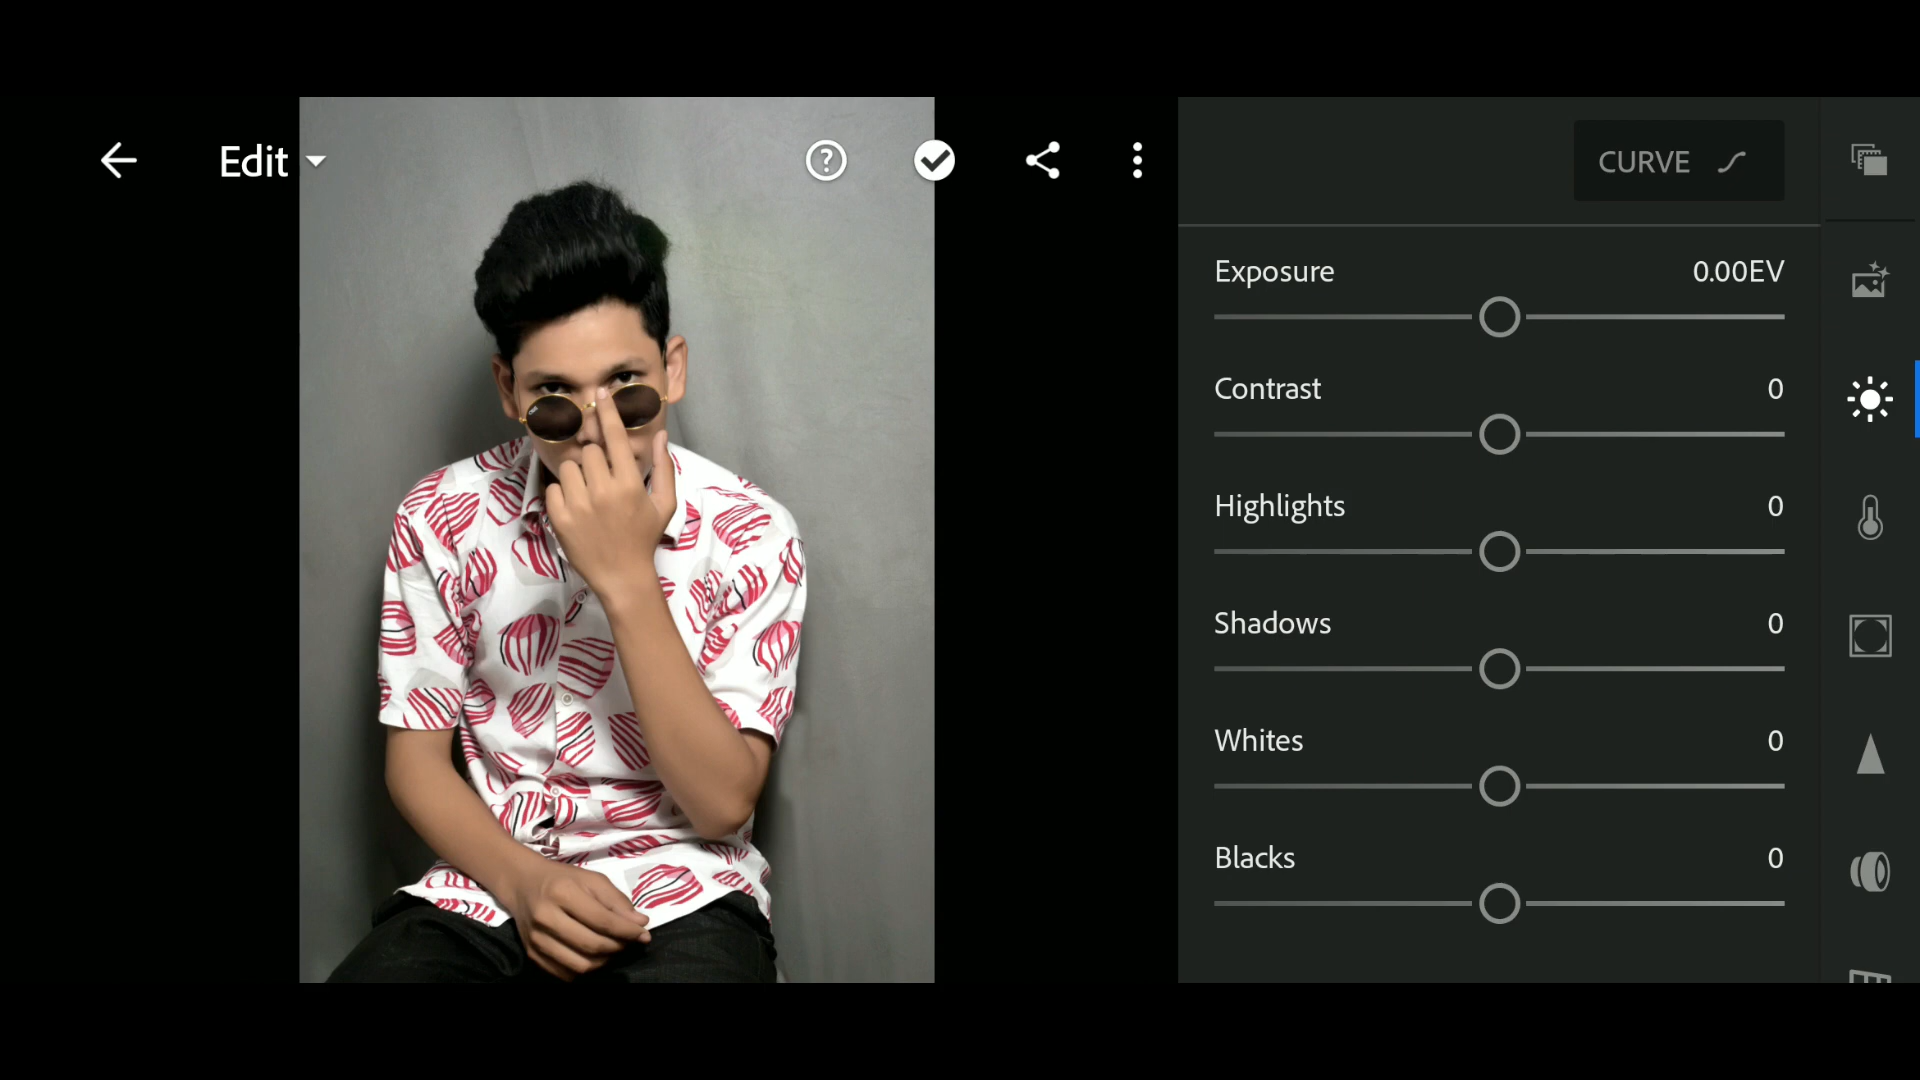 Edit
CURVE
Exposure 0.00EV
Contrast 0
Highlights 0
Shadows 0
Whites 0
Blacks 0